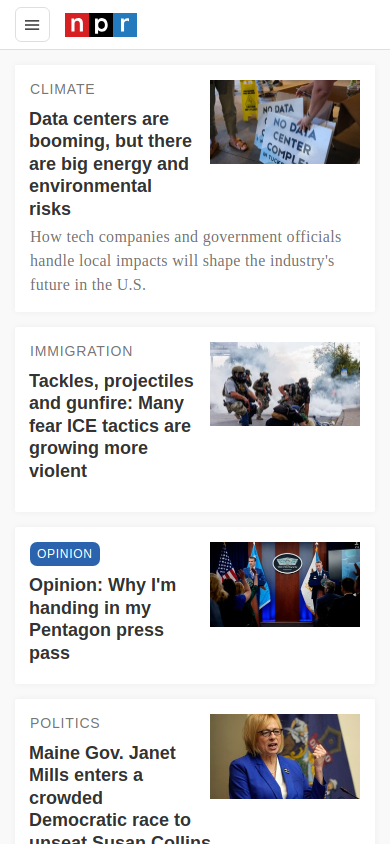 npr
CLIMATE
Data centers are
booming, but there
are big energy and
environmental
risks
NO DATA
NO DATA
CENTER
How tech companies and government officials
handle local impacts will shape the industry's
future in the U.S.
IMMIGRATION
Tackles, projectiles
and gunfire: Many
fear ICE tactics are
growing more
violent
OPINION
Opinion: Why I'm
handing in my
Pentagon press
pass
POLITICS
Maine Gov. Janet
Mills enters a
crowded
Democratic race to
unseat Susan Collins